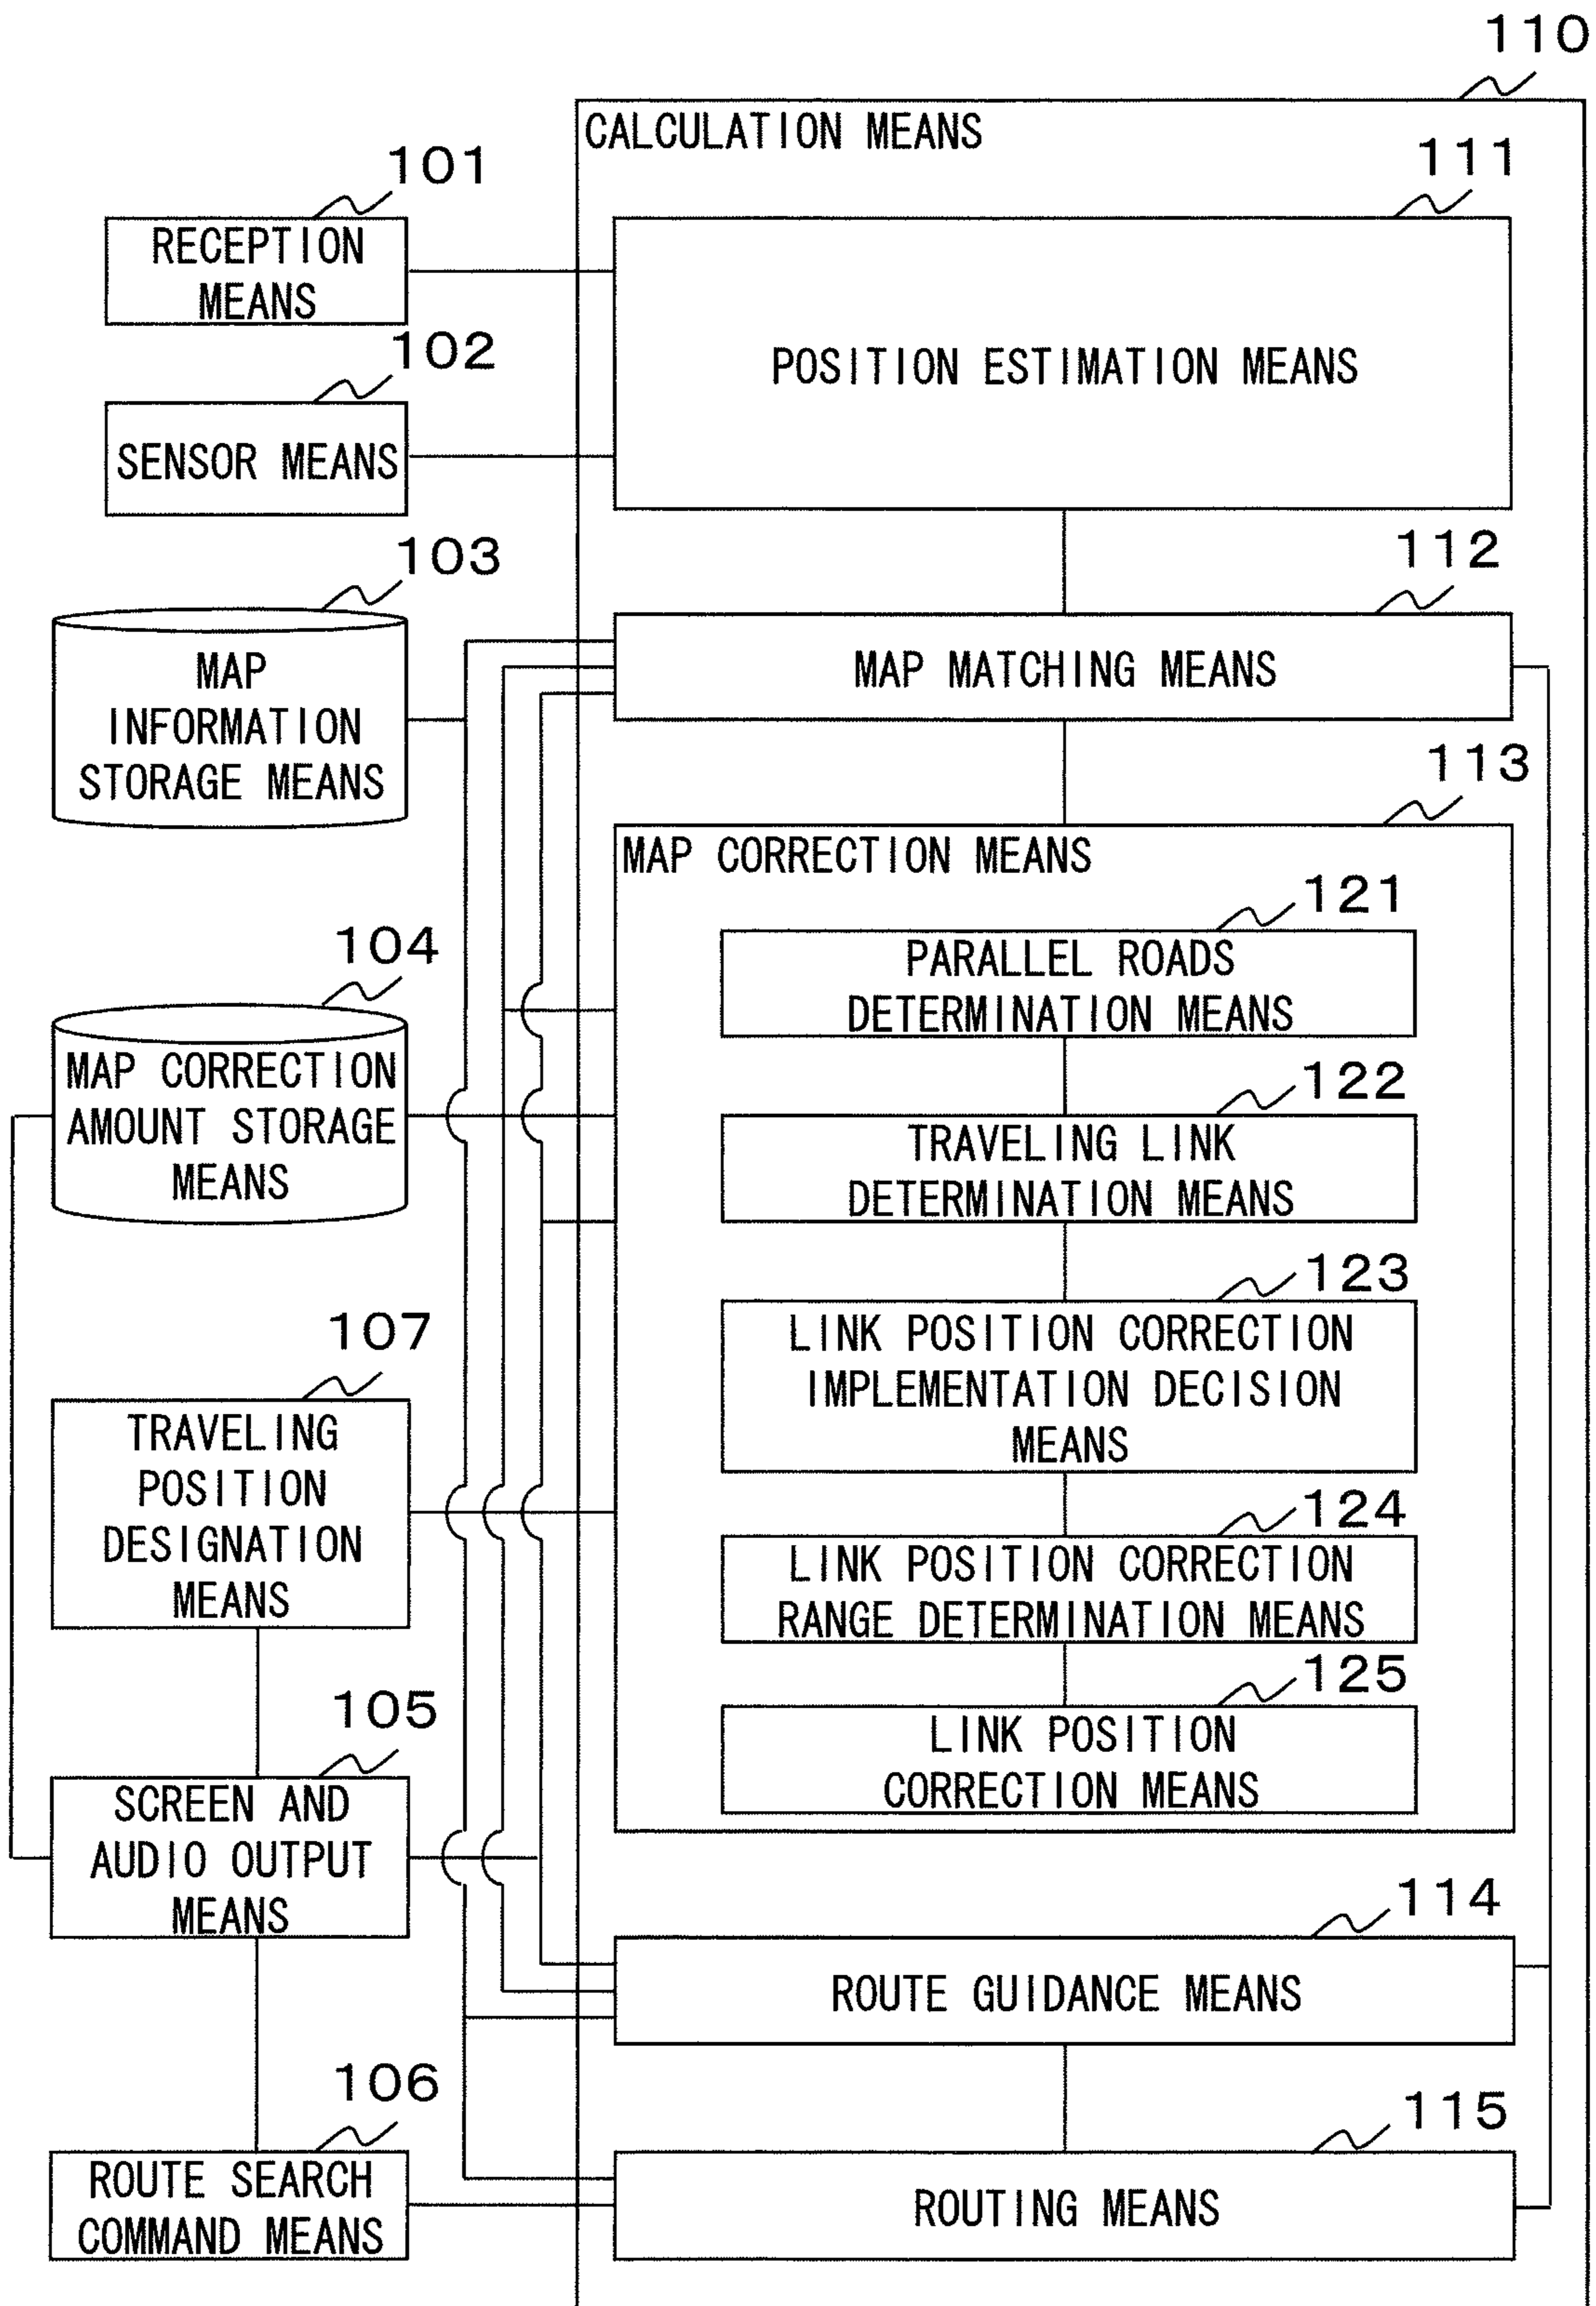 110
CALCULATION MEANS
101
RECEPTION
MEANS
111
POSITION ESTIMATION MEANS
102
SENSOR MEANS
103
MAP
INFORMATION
STORAGE MEANS
112
MAP MATCHING MEANS
113
MAP CORRECTION MEANS
104
MAP CORRECTION
AMOUNT STORAGE
MEANS
121
PARALLEL ROADS
DETERMINATION MEANS
122
TRAVELING LINK
DETERMINATION MEANS
123
LINK POSITION CORRECTION
IMPLEMENTATION DECISION
MEANS
107
TRAVELING
POSITION
DESIGNATION
MEANS
124
LINK POSITION CORRECTION
RANGE DETERMINATION MEANS
125
LINK POSITION
CORRECTION MEANS
105
SCREEN AND
AUDIO OUTPUT
MEANS
114
ROUTE GUIDANCE MEANS
106
ROUTE SEARCH
COMMAND MEANS
115
ROUTING MEANS